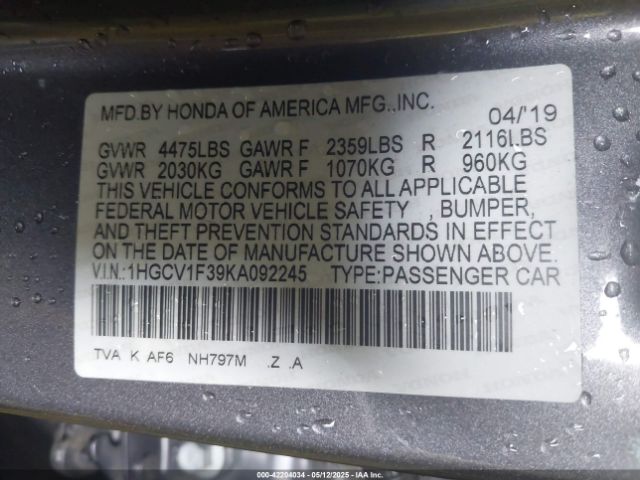 MFD.BY HONDA OF AMERICA MFG.,INC. 04/'19
GVWR 4475LBS GAWR F 2359LBS R 2116LBS
GVWR 2030KG GAWR F 1070KG R 960KG
THIS VEHICLE CONFORMS TO ALL APPLICABLE
FEDERAL MOTOR VEHICLE SAFETY , BUMPER,
AND THEFT PREVENTION STANDARDS IN EFFECT
ON THE DATE OF MANUFACTURE SHOWN ABOVE.
V.I.N.:1HGCV1F39KA092245 TYPE:PASSENGER CAR
TVA K AF6 NH797M .Z .A
000-42204034 - 05/12/2025 - IAAI.COM